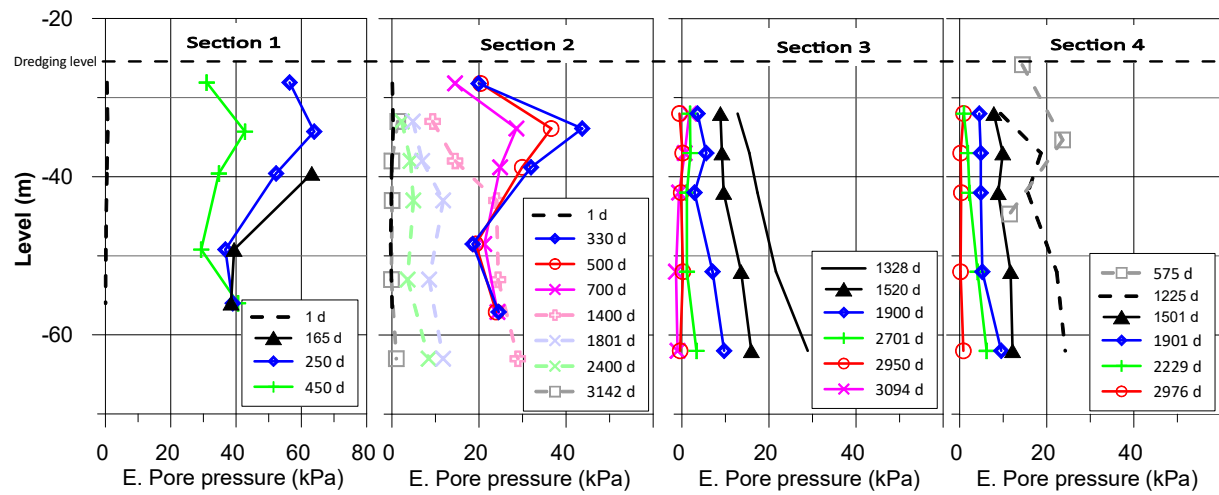 Section 1
Section 2
Section 3
Section 4
Dredging level
Level (m)
-20
-40
-60
1 d
165 d
250 d
450 d
1 d
330 d
500 d
700 d
1400 d
1801 d
2400 d
3142 d
1328 d
1520 d
1900 d
2701 d
2950 d
3094 d
575 d
1225 d
1501 d
1901 d
2229 d
2976 d
0 20 40 60 80
0 20 40
0 20 40
0 20 40
E. Pore pressure (kPa)
E. Pore pressure (kPa)
E. Pore pressure (kPa)
E. Pore pressure (kPa)